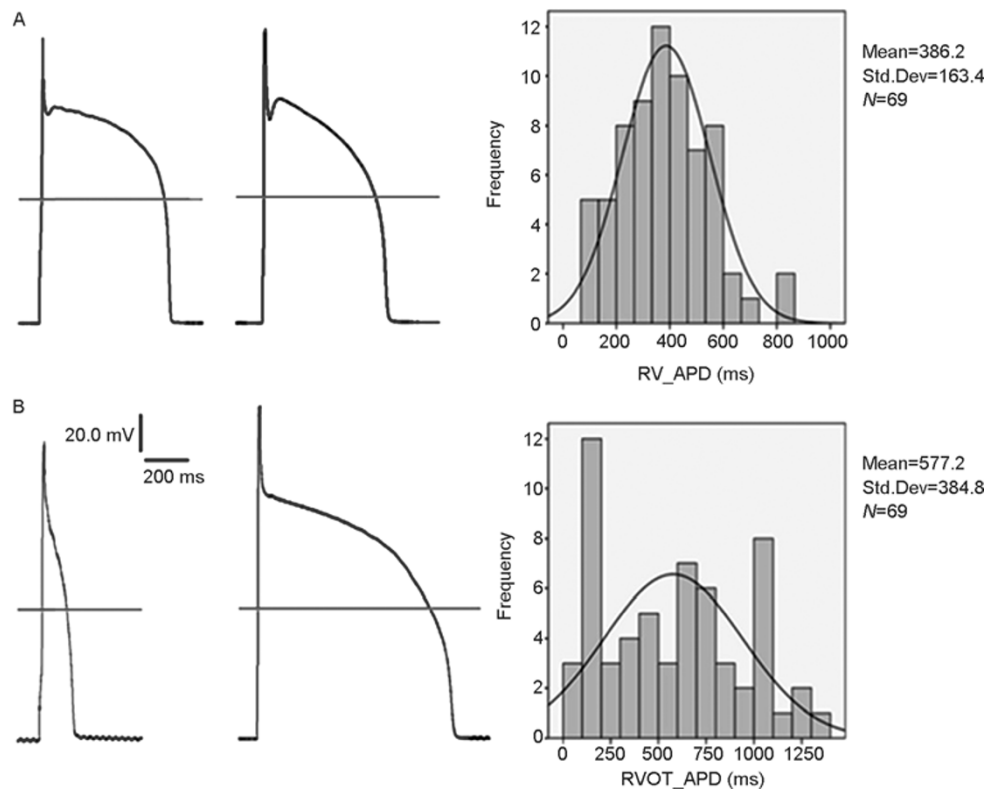 A
12
10
8
6
4
2
0
Frequency
0 200 400 600 800 1000
RV_APD (ms)
Mean=386.2
Std.Dev=163.4
N=69
B
20.0 mV
200 ms
12
10
8
6
4
2
0
Frequency
0 250 500 750 1000 1250
RVOT_APD (ms)
Mean=577.2
Std.Dev=384.8
N=69